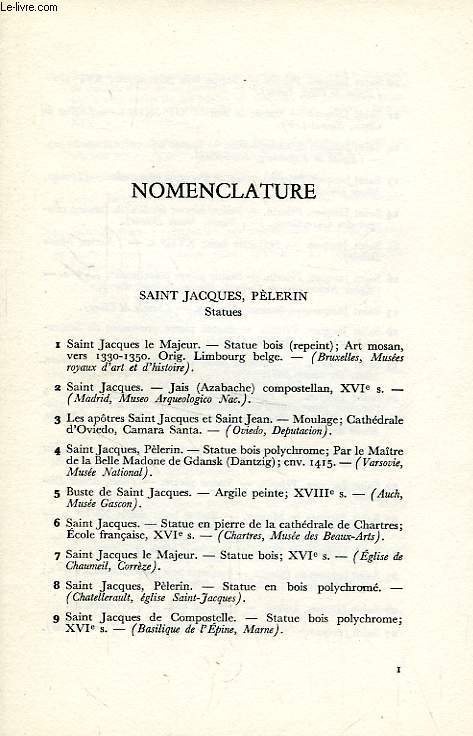 Le-livre.com
NOMENCLATURE
SAINT JACQUES, PÈLERIN
Statues
1 Saint Jacques le Majeur. — Statue bois (repeint); Art mosan,
vers 1330-1350. Orig. Limbourg belge. — (Bruxelles, Musées
royaux d'art et d'histoire).
2 Saint Jacques. — Jais (Azabache) compostellan, XVIe s. —
(Madrid, Museo Arqueologico Nac.).
3 Les apôtres Saint Jacques et Saint Jean. — Moulage; Cathédrale
d'Oviedo, Camara Santa. — (Oviedo, Deputacion).
4 Saint Jacques, Pèlerin. — Statue bois polychrome; Par le Maître
de la Belle Madone de Gdansk (Dantzig); env. 1415. — (Varsovie,
Musée National).
5 Buste de Saint Jacques. — Argile peinte; XVIIIe s. — (Auch,
Musée Gascon).
6 Saint Jacques. — Statue en pierre de la cathédrale de Chartres;
École française, XVIe s. — (Chartres, Musée des Beaux-Arts).
7 Saint Jacques le Majeur. — Statue bois; XVIe s. — (Église de
Chaumeil, Corrèze).
8 Saint Jacques, Pèlerin. — Statue en bois polychromé. —
(Chatellerault, église Saint-Jacques).
9 Saint Jacques de Compostelle. — Statue bois polychrome;
XVIe s. — (Basilique de l'Épine, Marne).
1